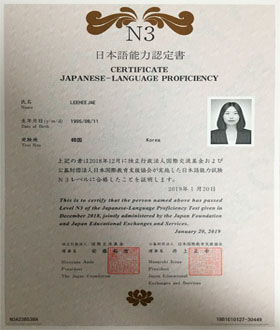 N3
日本語能力認定書
CERTIFICATE
JAPANESE-LANGUAGE PROFICIENCY
氏名 LEEHEEJAE
Name
生年月日(y/m/d) 1995/08/11
Date of Birth
受験地 韓国 Korea
Test Site
上記の者は2018年12月に独立行政法人国際交流基金および
公益財団法人日本国際教育支援協会が実施した日本語能力試験
N3レベルに合格したことを証明します。
2019年1月20日
This is to certify that the person named above has passed
Level N3 of the Japanese-Language Proficiency Test given in
December 2018, jointly administered by the Japan Foundation
and Japan Educational Exchanges and Services.
January 20, 2019
独立行政法人 国際交流基金
理事長
President
The Japan Foundation
公益財団法人 日本国際教育支援協会
理事長 井上正幸
President
Japan Educational
Exchanges and Services
N3A238036A